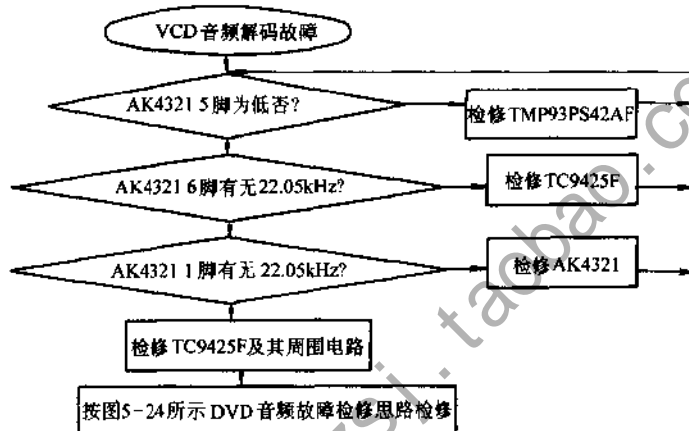 VCD音频解码故障
AK4321 5脚为低否?
检修TMP93PS42AF
AK4321 6脚有无22.05kHz?
检修TC9425F
AK4321 1脚有无22.05kHz?
检修AK4321
检修TC9425F及其周围电路
按图5-24所示DVD音频故障检修思路检修
rsj.taobao.co